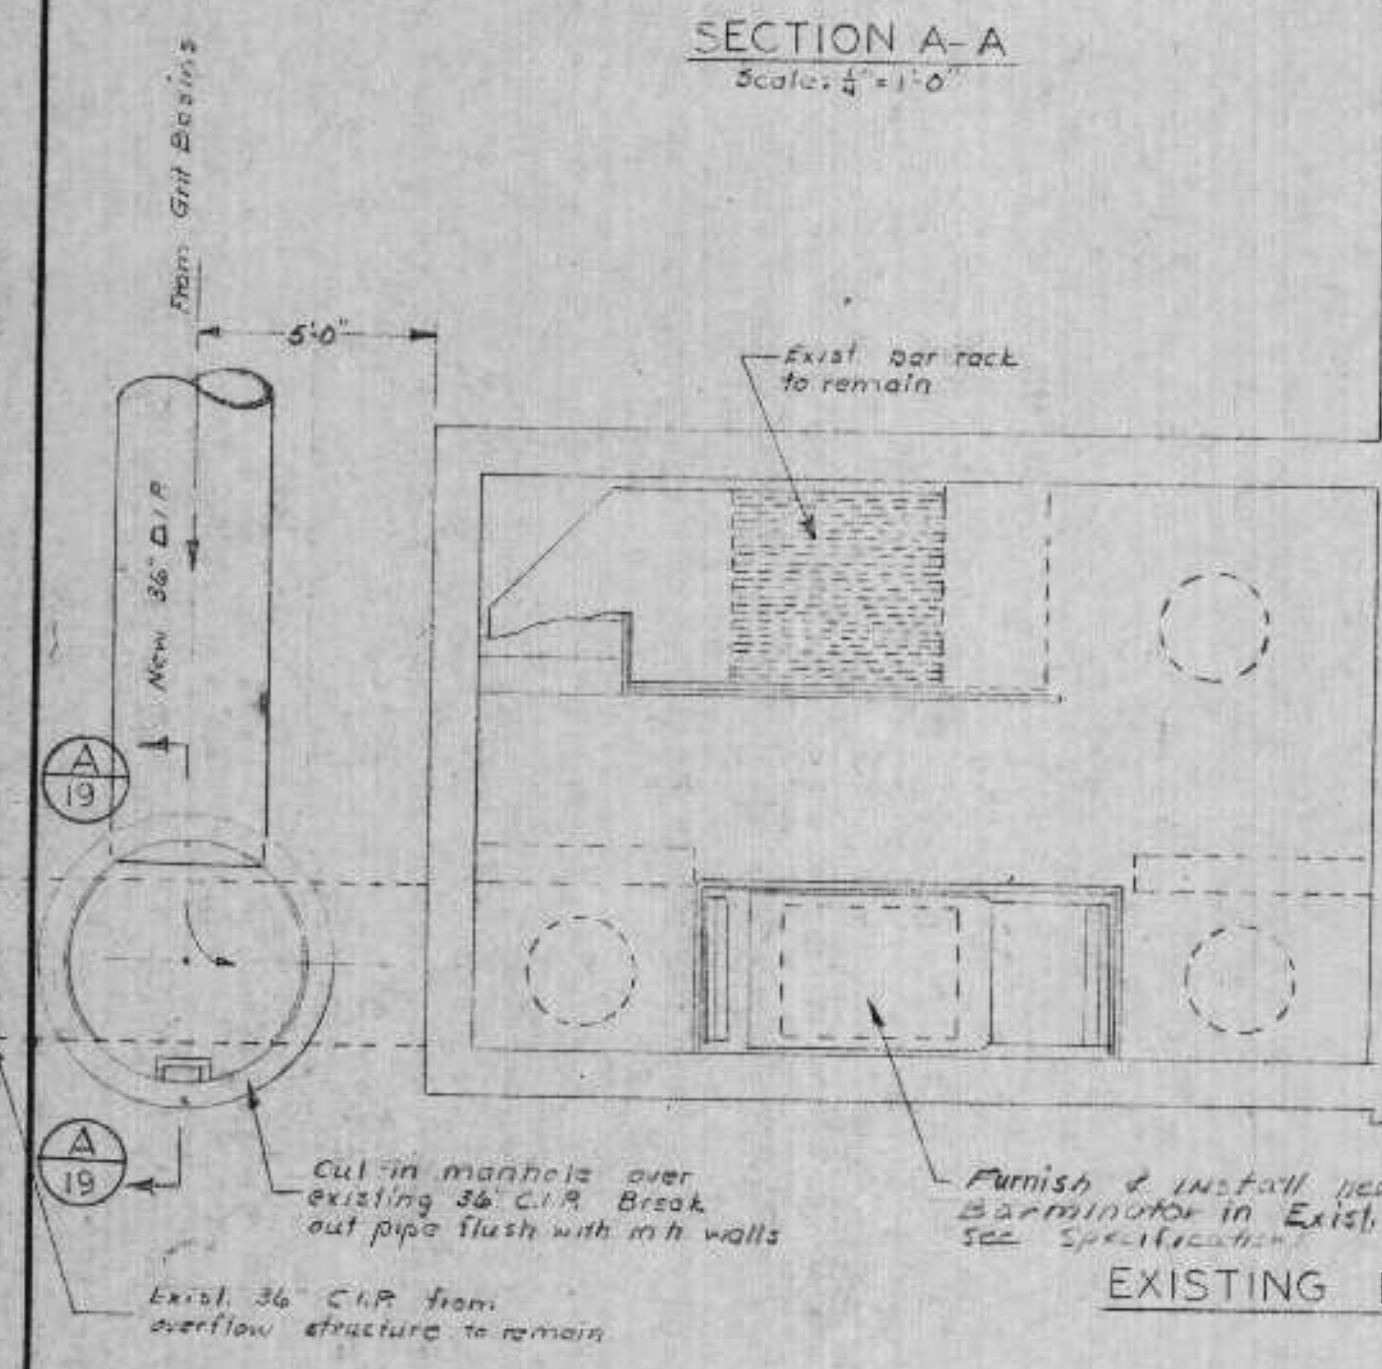 SECTION A-A
Scale: 1/4" = 1'-0"
From Grit Basins
5'-0"
Exist. bar rack
to remain
New 36" D.I.P.
A
19
A
19
Cut-in manhole over
existing 36" C.I.P. Break
out pipe flush with m h walls
Furnish & install
Barminutor in Exist.
See Specifications
EXISTING
Exist. 36" C.I.P. from
overflow structure to remain